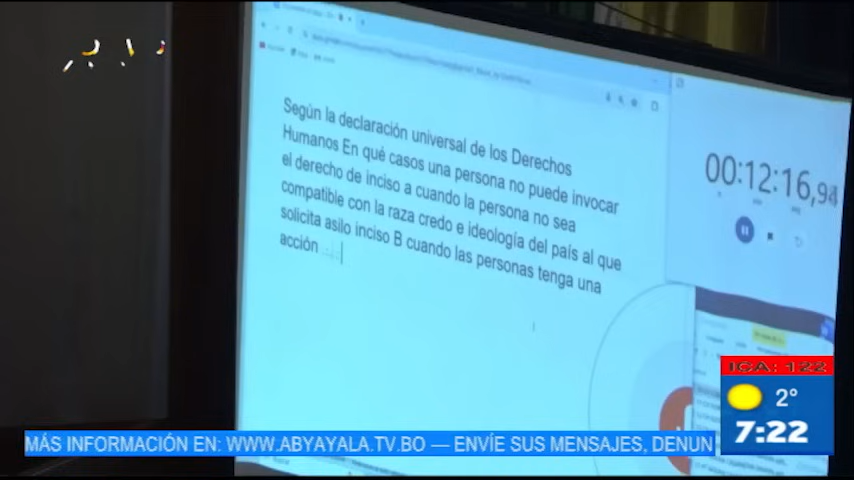 Según la declaración universal de los Derechos
Humanos En qué casos una persona no puede invocar
el derecho de inciso a cuando la persona no sea
compatible con la raza credo e ideología del país al que
solicita asilo inciso B cuando las personas tenga una
acción ......
00:12:16,94
ICA: 122
2°
7:22
MÁS INFORMACIÓN EN: WWW.ABYAYALA.TV.BO — ENVÍE SUS MENSAJES, DENUN